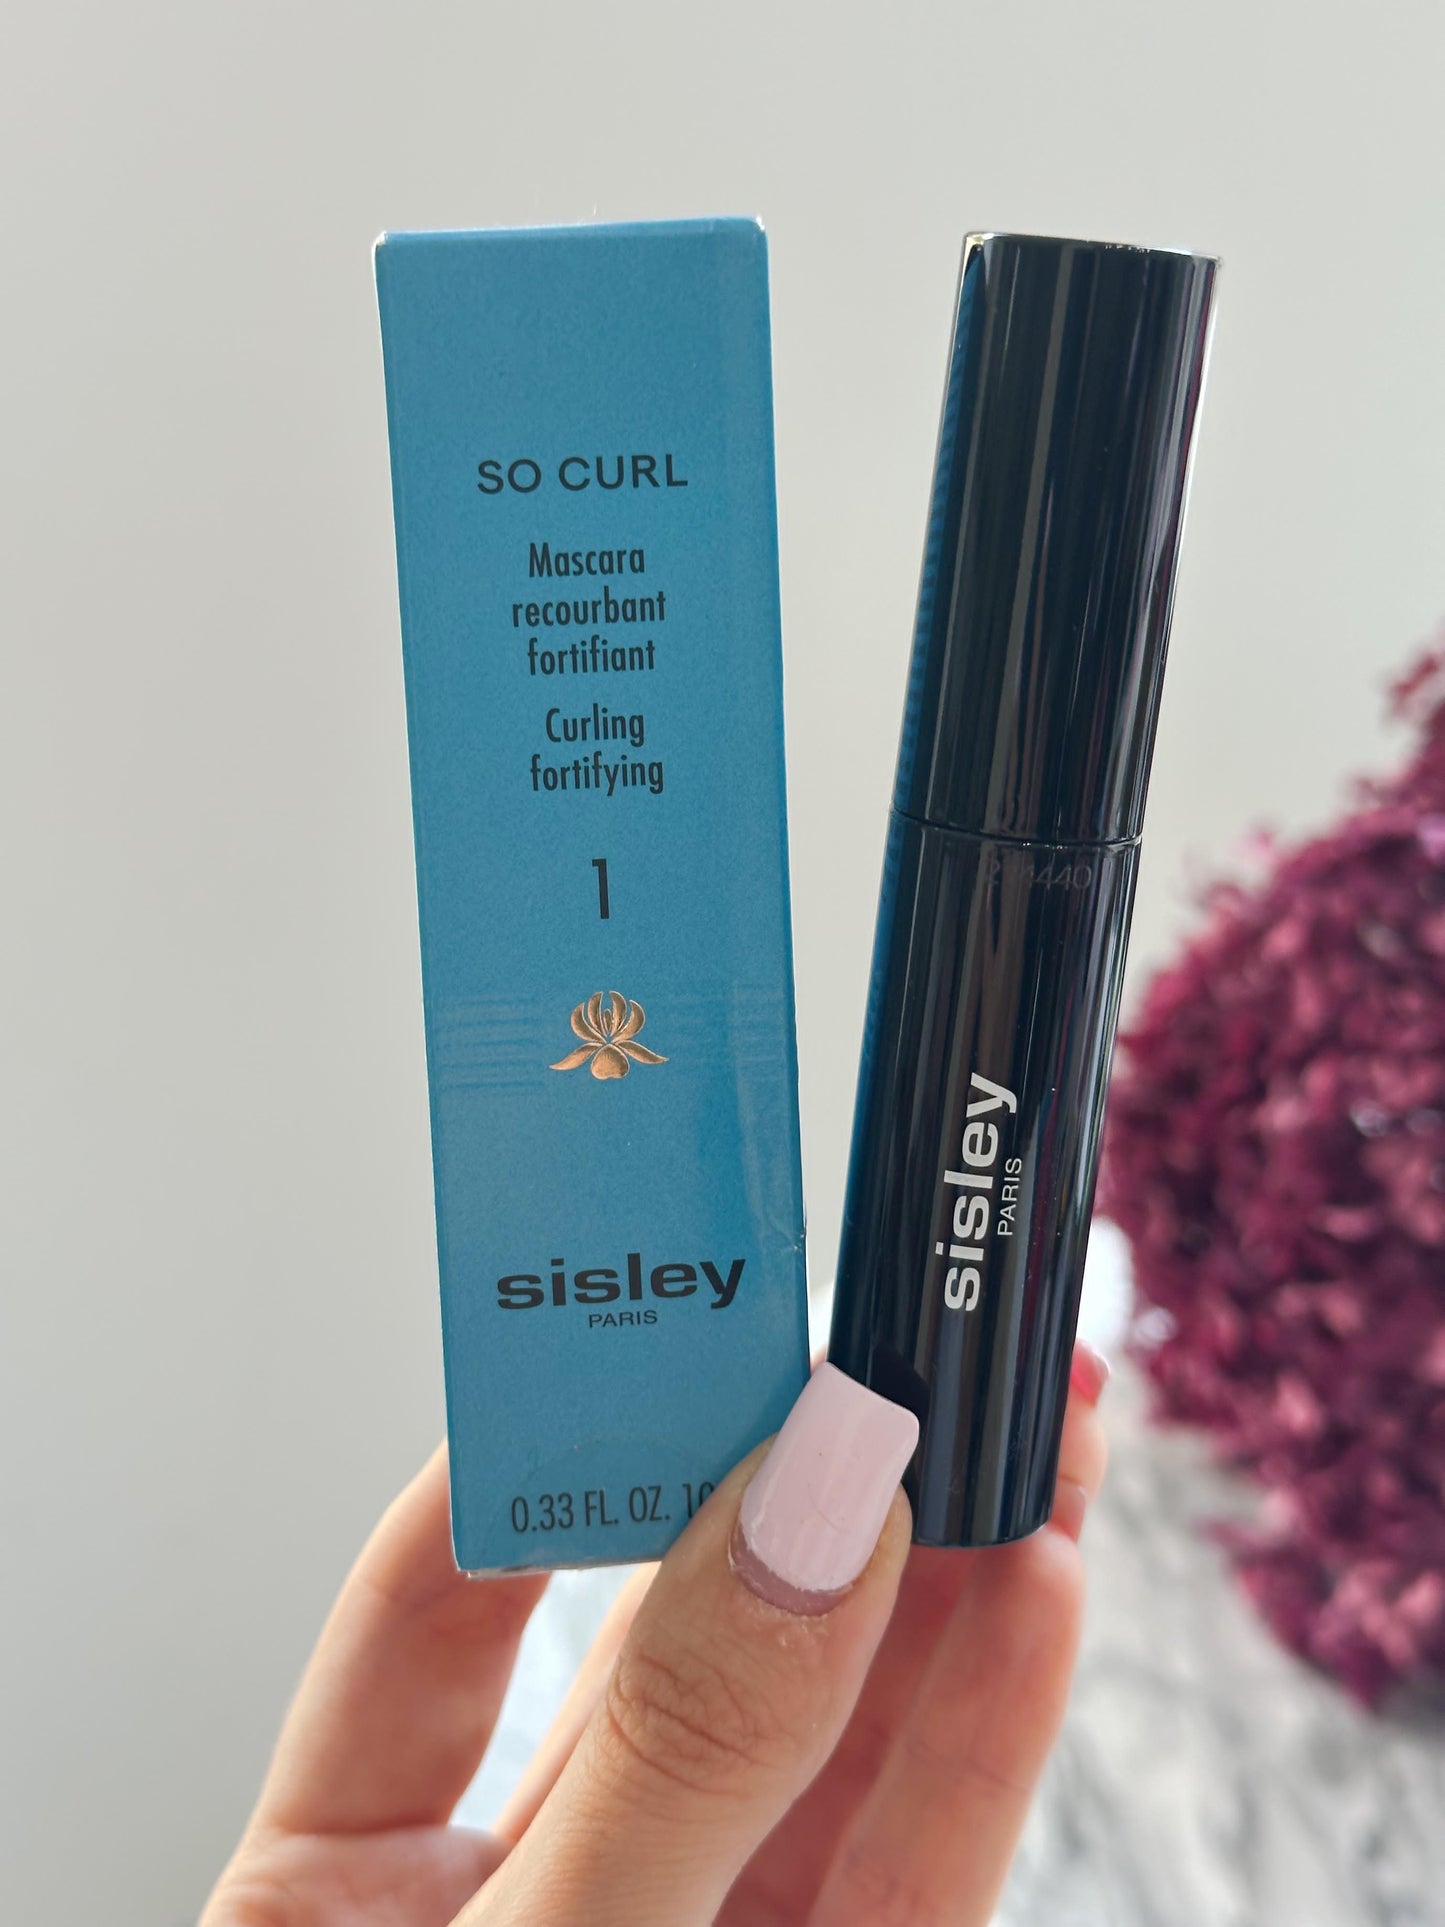 SO CURL
Mascara
recourbant
fortifiant
Curling
fortifying
1
sisley
PARIS
0.33 FL. OZ.
sisley
PARIS